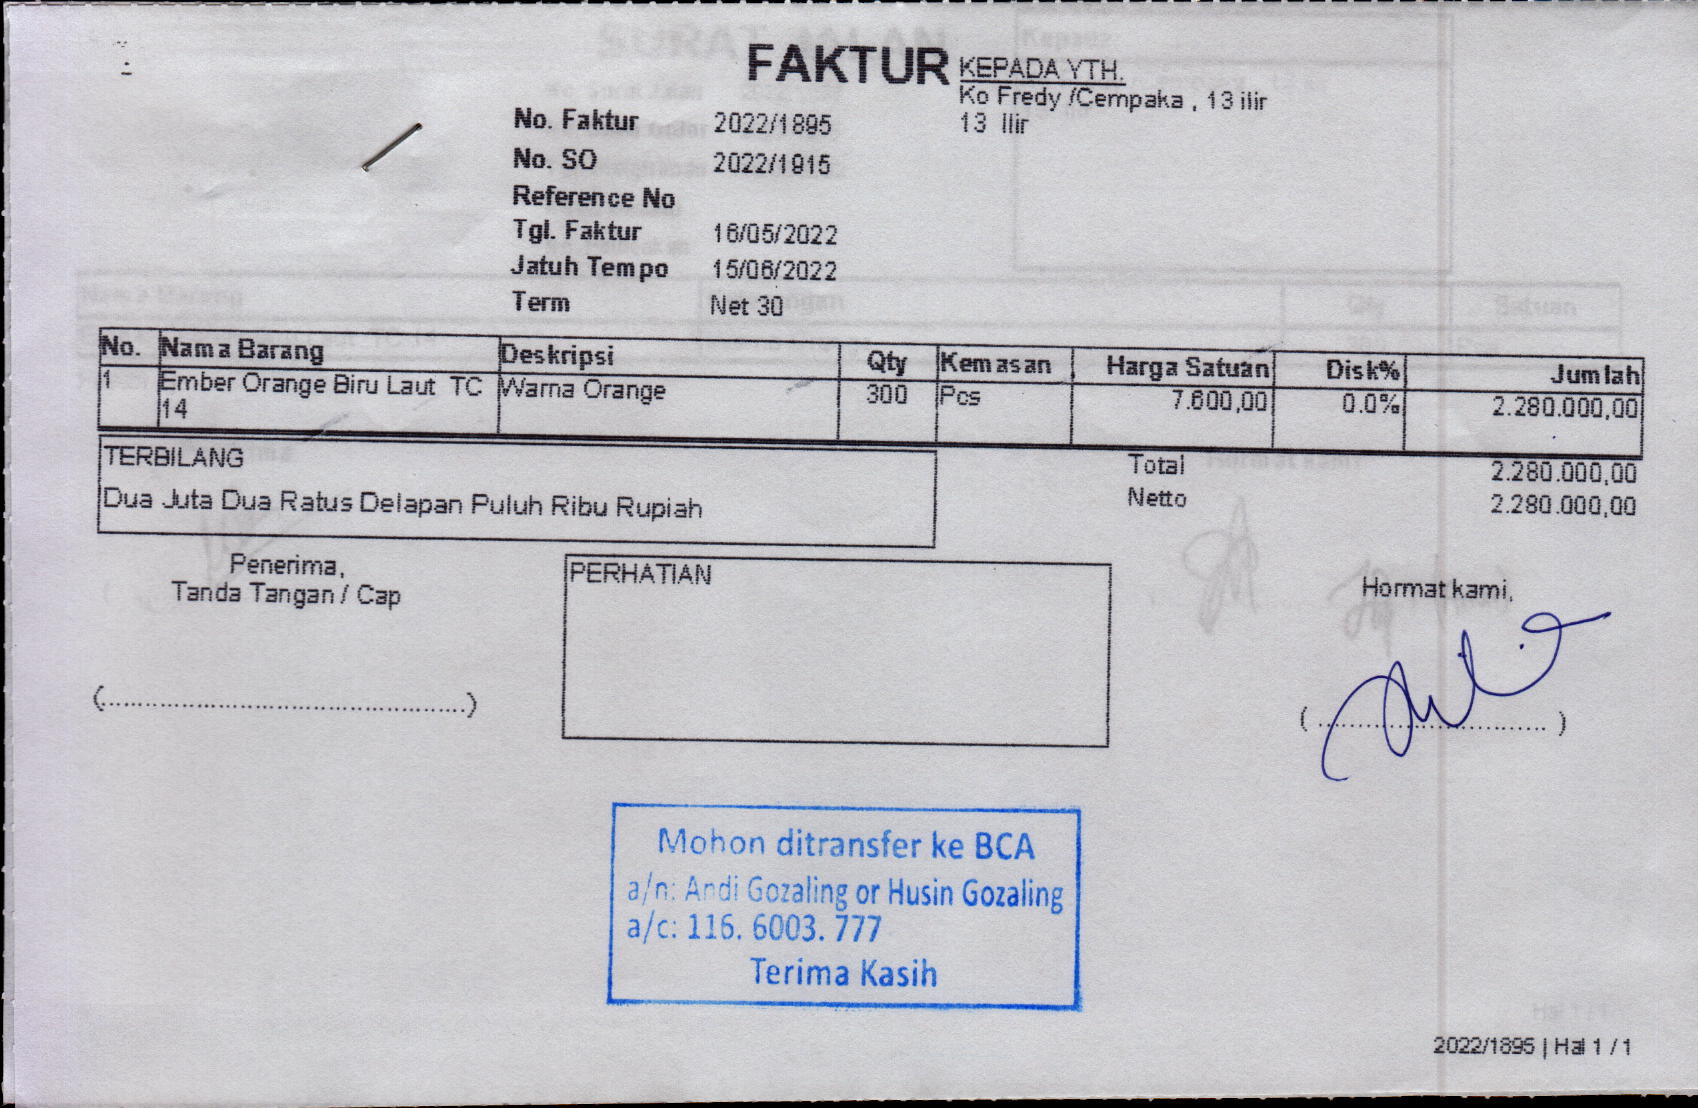 FAKTUR
KEPADA YTH.
Ko Fredy /Cempaka , 13 ilir
13 Ilir
No. Faktur 2022/1895
No. SO 2022/1915
Reference No
Tgl. Faktur 16/05/2022
Jatuh Tempo 15/06/2022
Term Net 30
No. Nama Barang Deskripsi Qty Kemasan Harga Satuan Disk% Jumlah
1 Ember Orange Biru Laut TC Warna Orange 300 Pcs 7.600,00 0.0% 2.280.000,00
14
TERBILANG
Dua Juta Dua Ratus Delapan Puluh Ribu Rupiah
Total 2.280.000,00
Netto 2.280.000,00
Penerima,
Tanda Tangan / Cap
(................................................)
PERHATIAN
Hormat kami,
( ................................ )
Mohon ditransfer ke BCA
a/n: Andi Gozaling or Husin Gozaling
a/c: 116. 6003. 777
Terima Kasih
2022/1895 | Hal 1 / 1